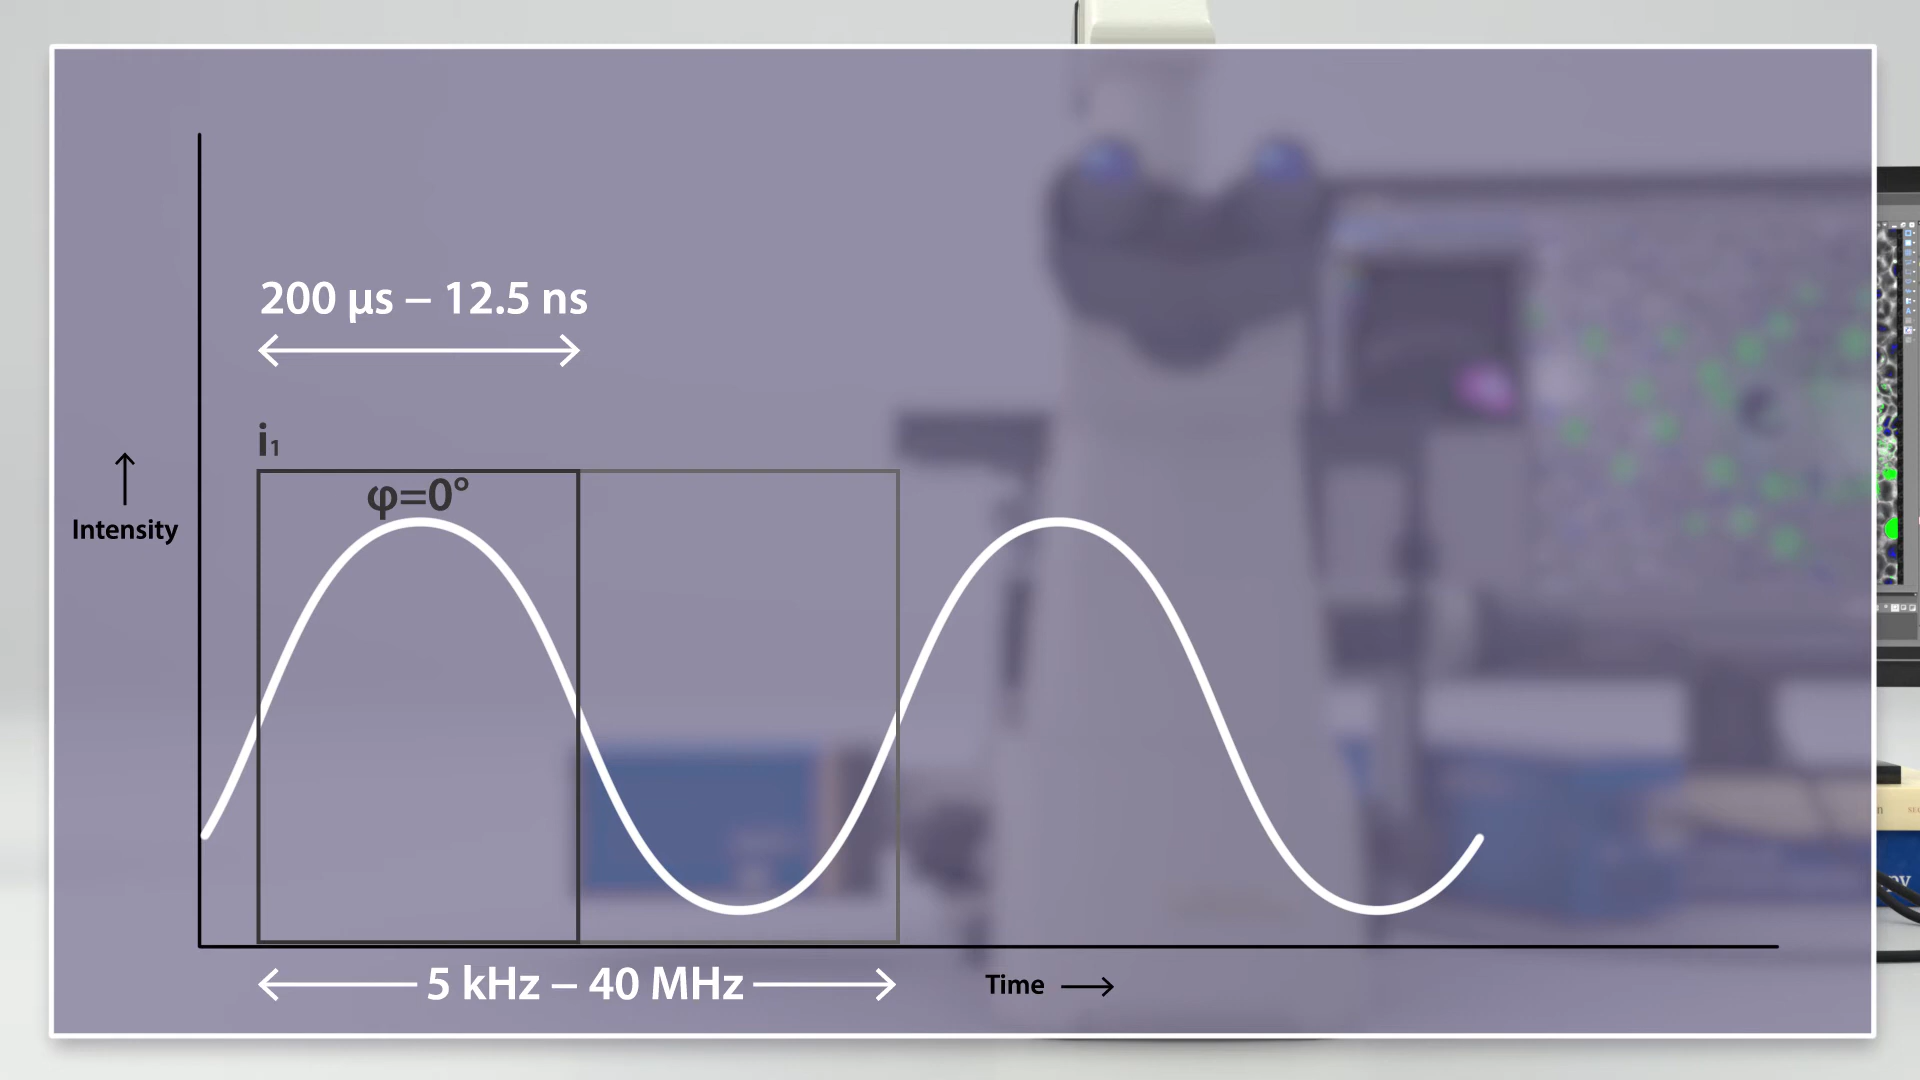 200 µs – 12.5 ns
i₁
φ=0°
Intensity
5 kHz – 40 MHz
Time